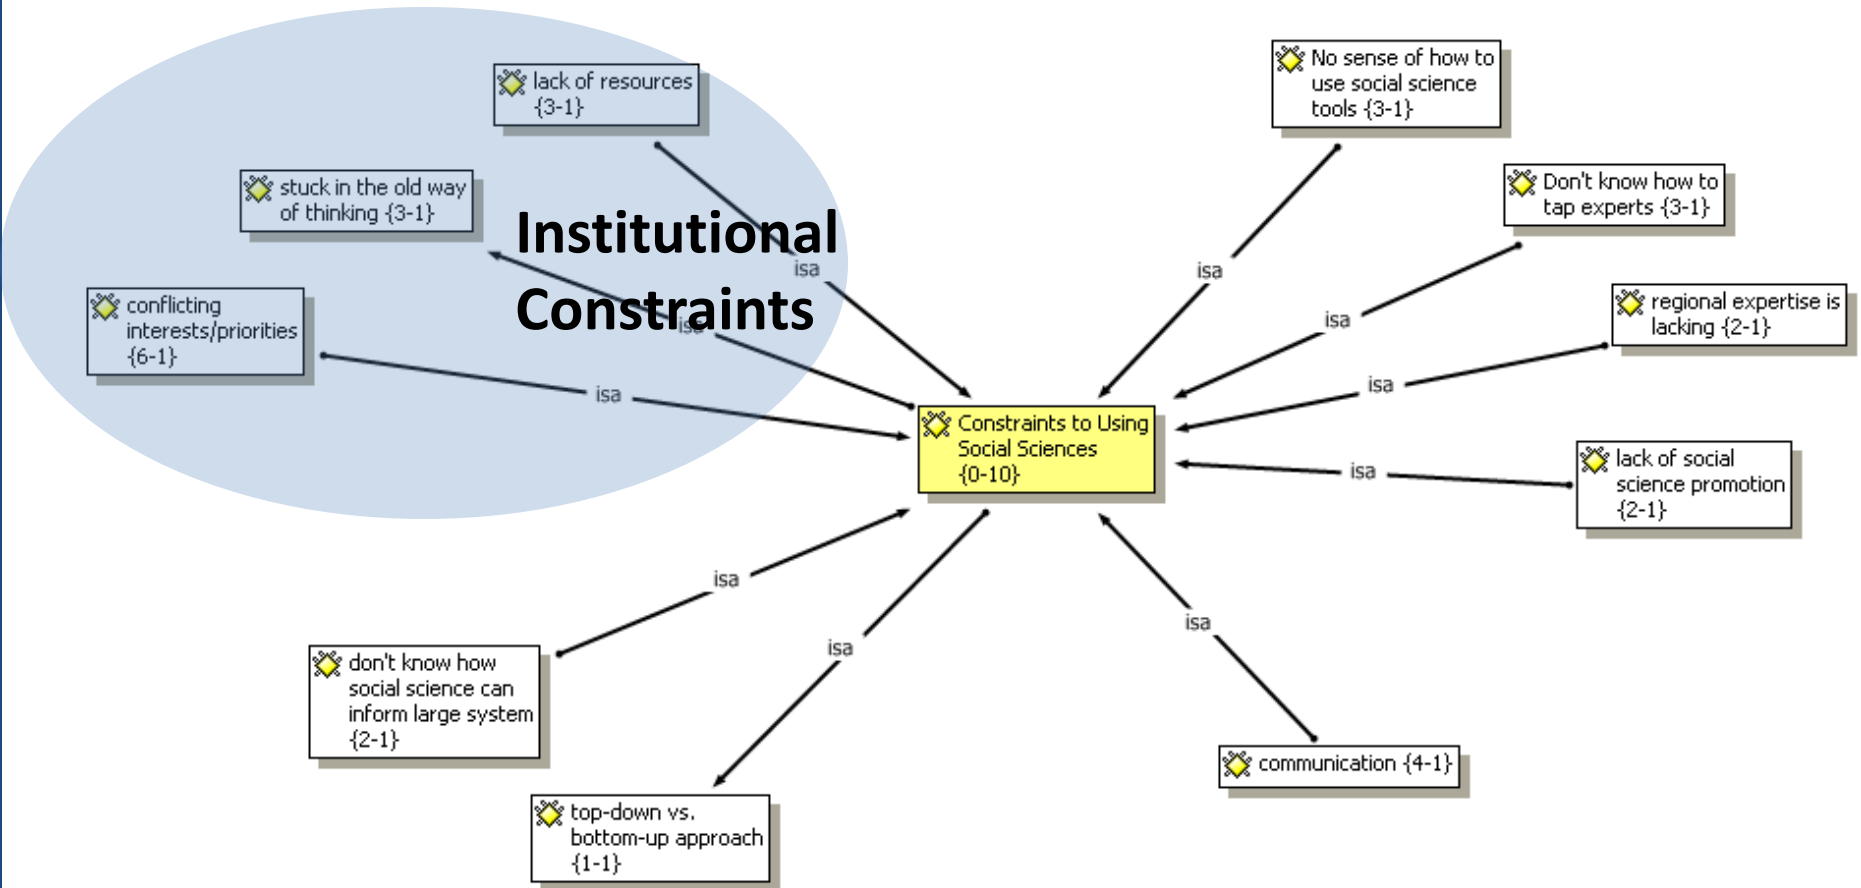 lack of resources
{3-1}
stuck in the old way
of thinking {3-1}
conflicting
interests/priorities
{6-1}
Institutional
Constraints
No sense of how to
use social science
tools {3-1}
Don't know how to
tap experts {3-1}
regional expertise is
lacking {2-1}
lack of social
science promotion
{2-1}
isa
isa
isa
isa
isa
isa
isa
Constraints to Using
Social Sciences
{0-10}
isa
isa
isa
don't know how
social science can
inform large system
{2-1}
top-down vs.
bottom-up approach
{1-1}
communication {4-1}